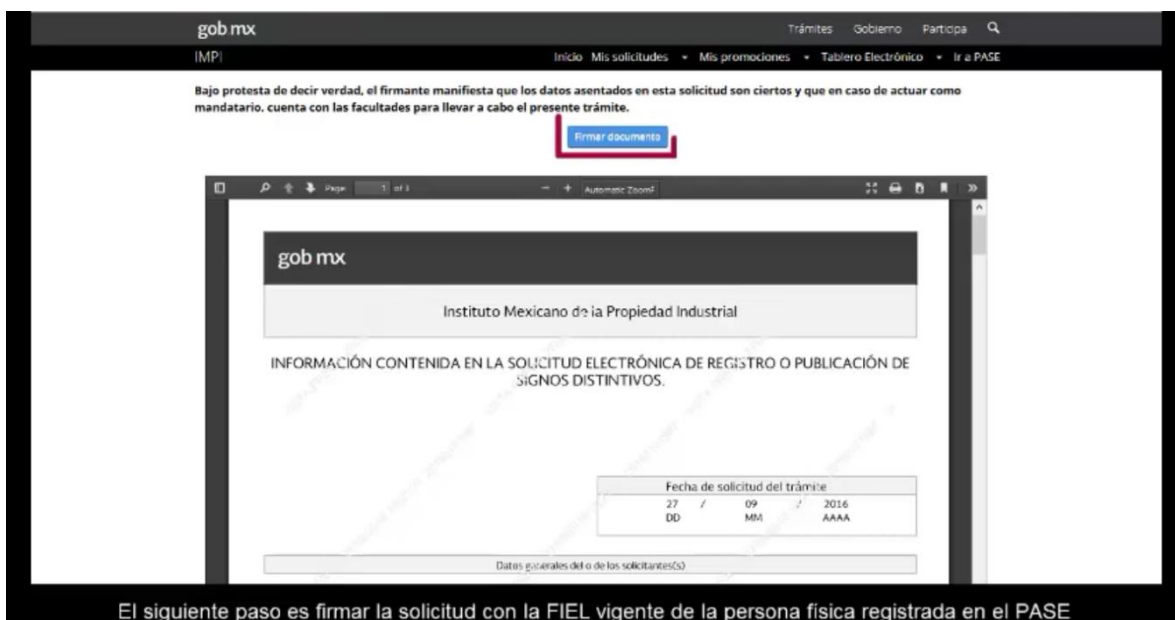 gob mx
Trámites Gobierno Participa
IMPI
Inicio Mis solicitudes Mis promociones Tablero Electrónico Ir a PASE
Bajo protesta de decir verdad, el firmante manifiesta que los datos asentados en esta solicitud son ciertos y que en caso de actuar como
mandatario, cuenta con las facultades para llevar a cabo el presente trámite.
Firmar documento
Page: 1 of 3 − + Automatic Zoom
gob mx
Instituto Mexicano de la Propiedad Industrial
INFORMACIÓN CONTENIDA EN LA SOLICITUD ELECTRÓNICA DE REGISTRO O PUBLICACIÓN DE
SIGNOS DISTINTIVOS.
Fecha de solicitud del trámite
27 / 09 / 2016
DD MM AAAA
Datos generales del o de los solicitantes(s)
El siguiente paso es firmar la solicitud con la FIEL vigente de la persona física registrada en el PASE